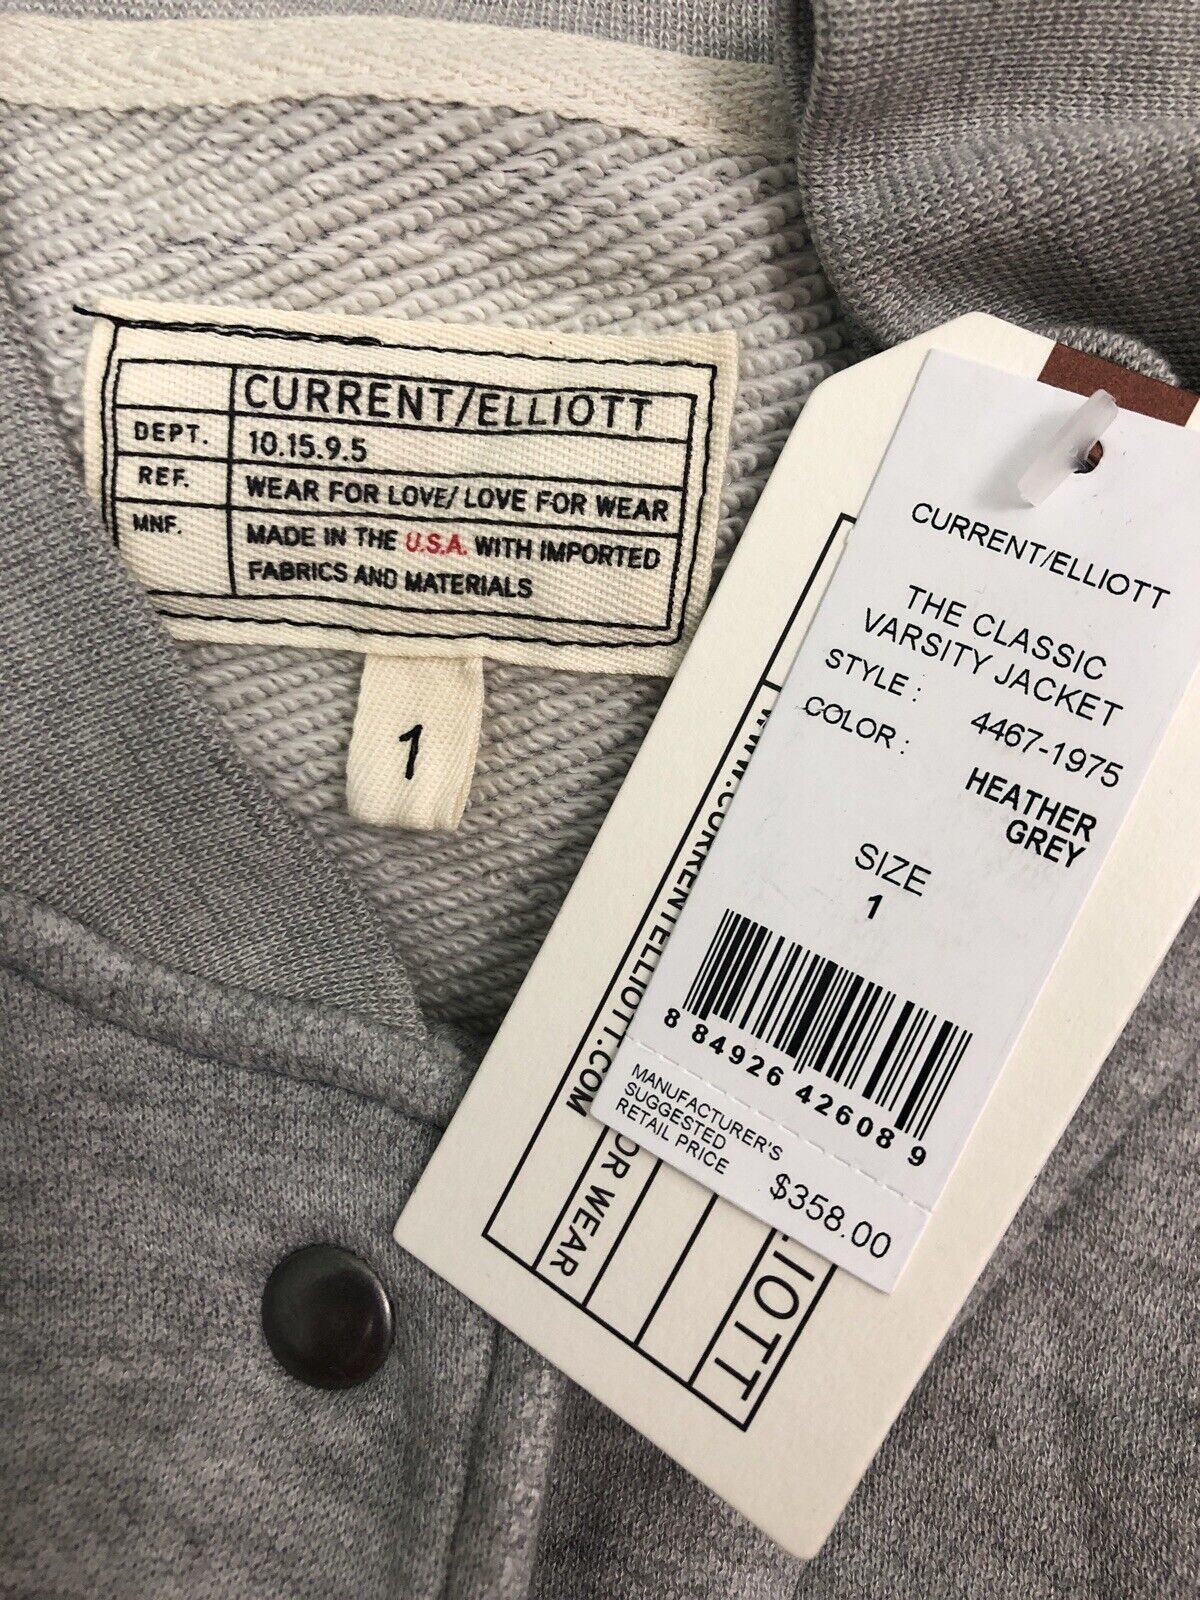 CURRENT/ELLIOTT
DEPT. 10.15.9.5
REF. WEAR FOR LOVE/ LOVE FOR WEAR
MNF. MADE IN THE U.S.A. WITH IMPORTED
FABRICS AND MATERIALS
1
CURRENT/ELLIOTT
THE CLASSIC
VARSITY JACKET
STYLE : 4467-1975
COLOR : HEATHER
GREY
SIZE
1
8 84926 42608 9
MANUFACTURER'S
SUGGESTED
RETAIL PRICE
$358.00
WWW.CURRENTELLIOTT.COM
OR WEAR
LIOTT